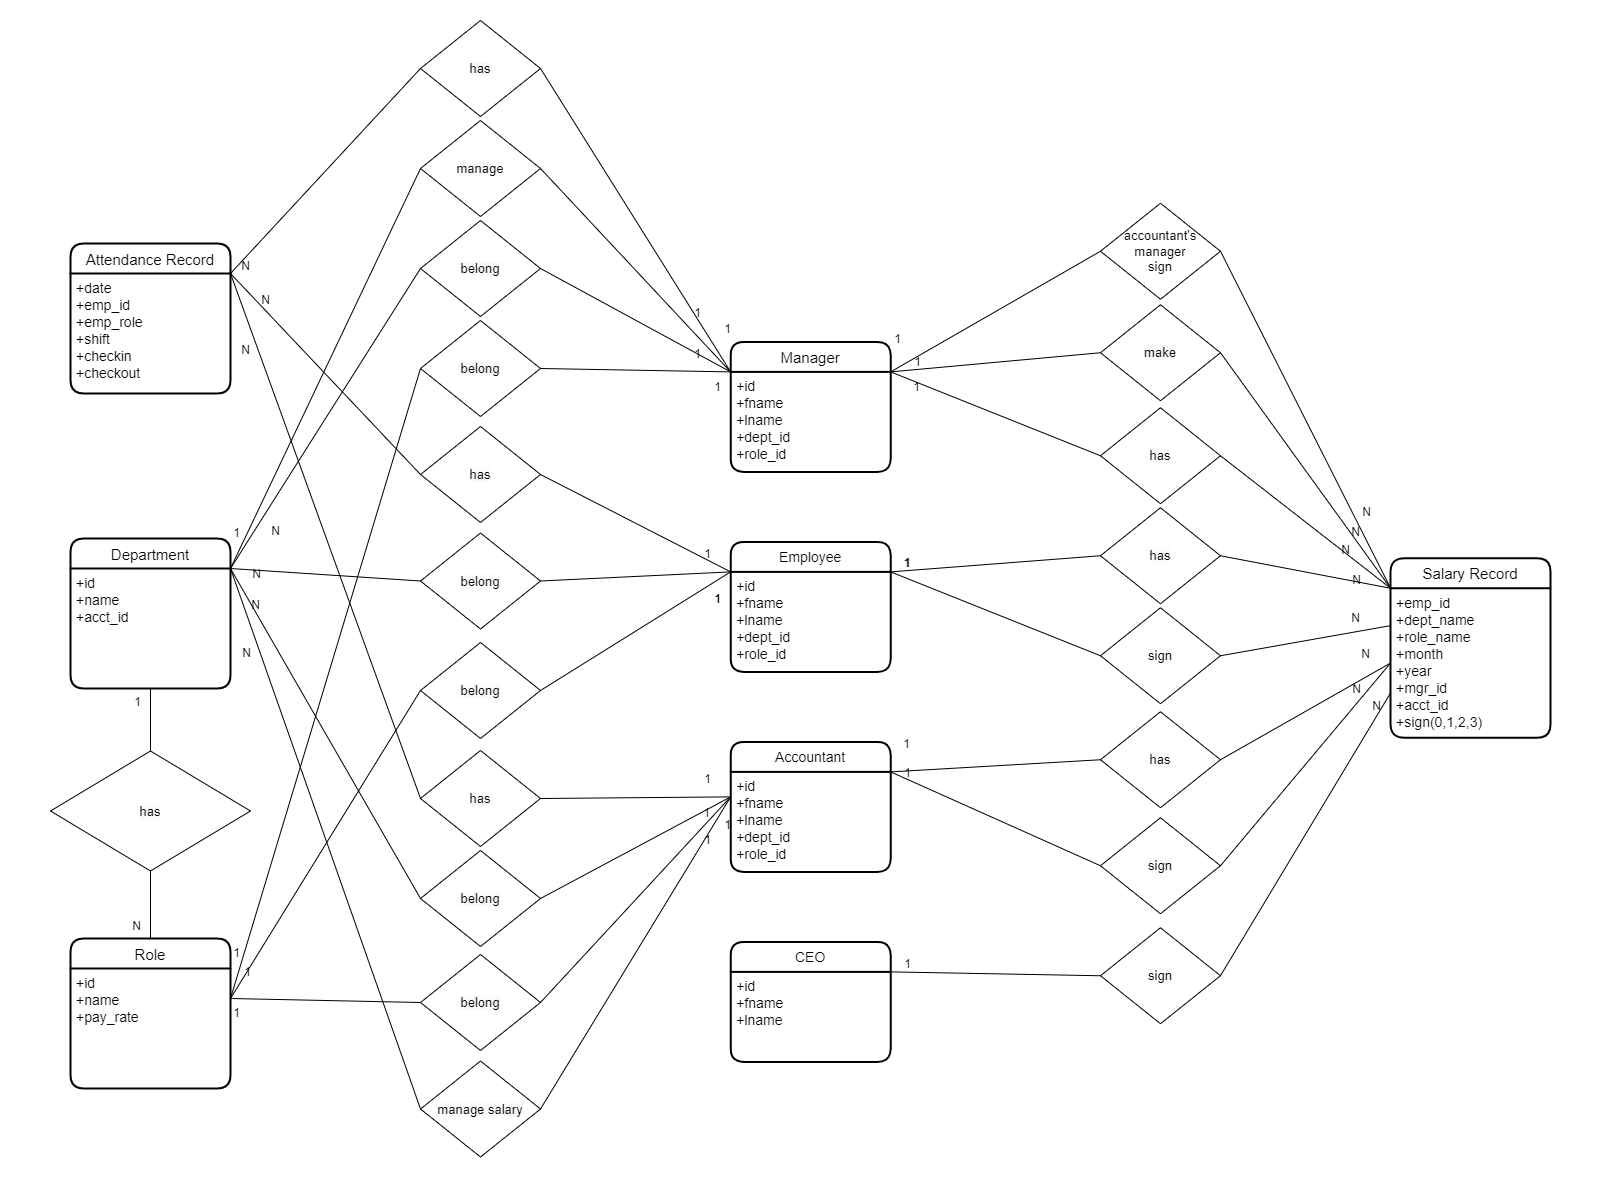 has
manage
belong
belong
has
belong
belong
has
belong
belong
manage salary
Attendance Record
+date
+emp_id
+emp_role
+shift
+checkin
+checkout
N
N
N
Department
+id
+name
+acct_id
1
N
N
N
N
1
has
N
Role
+id
+name
+pay_rate
1
1
1
1
1
1
1
Manager
+id
+fname
+lname
+dept_id
+role_id
1
1
1
1
1
Employee
+id
+fname
+lname
+dept_id
+role_id
1
1
1
1
1
Accountant
+id
+fname
+lname
+dept_id
+role_id
1
1
CEO
+id
+fname
+lname
1
accountant's
manager
sign
make
has
has
sign
has
sign
sign
N
N
N
N
N
N
N
N
Salary Record
+emp_id
+dept_name
+role_name
+month
+year
+mgr_id
+acct_id
+sign(0,1,2,3)